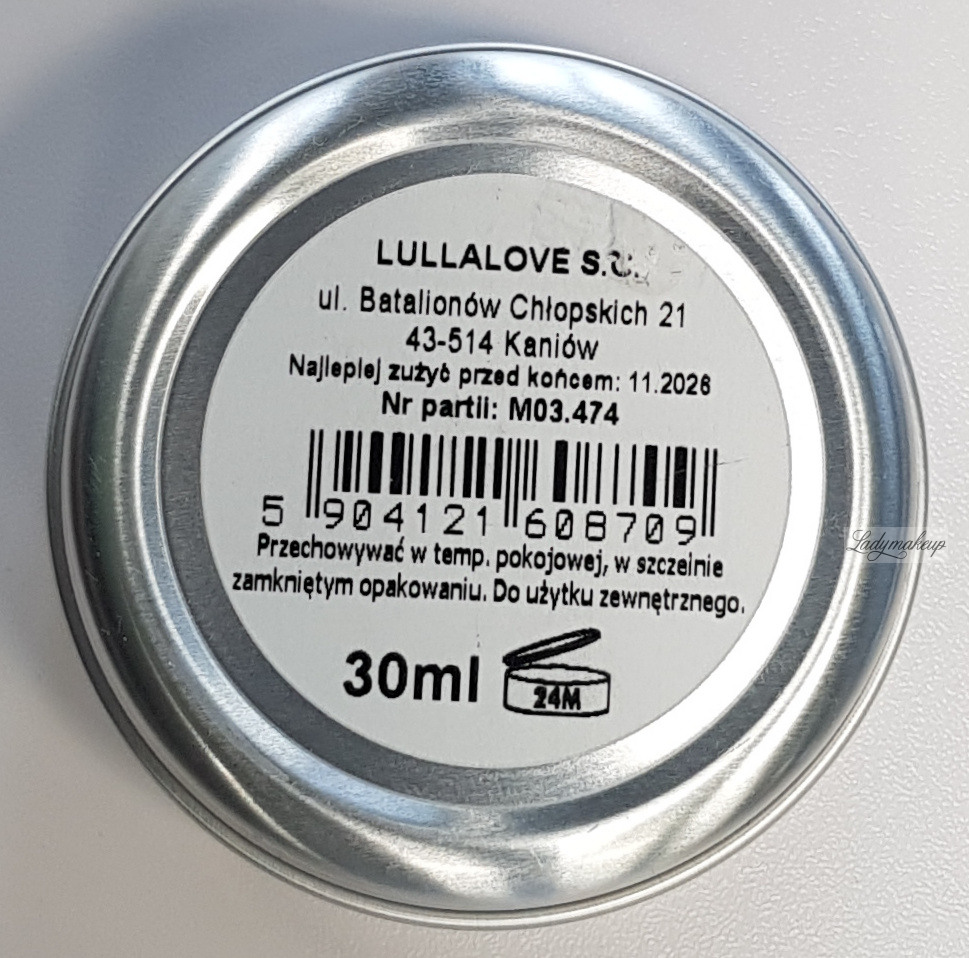 LULLALOVE
ul. Batalionów Chłopskich 21
43-514 Kaniów
Najlepiej zużyć przed końcem: 11.2026
Nr partii: M03.474
5 904121 608709
Przechowywać w temp. pokojowej, w szczelnie
zamkniętym opakowaniu. Do użytku zewnętrznego.
30ml 24M
Ladymakeup